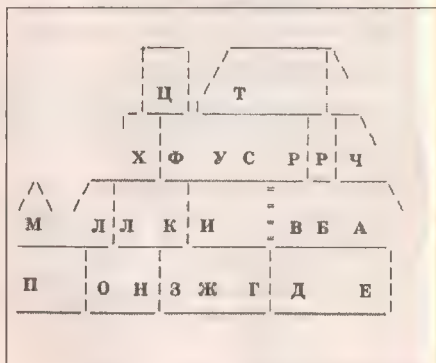 Ц Т
Х Ф У С Р Р Ч
М Л Л К И В Б А
П О Н З Ж Г Д Е